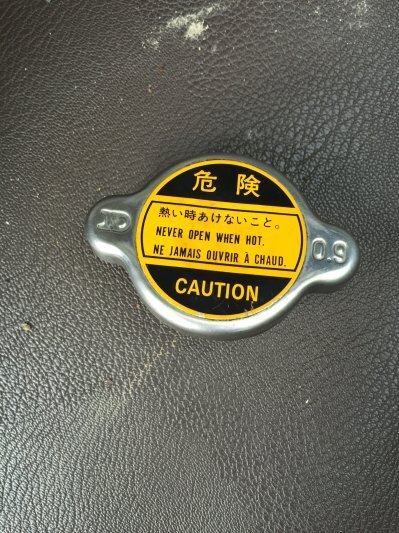 危険
熱い時あけないこと。
NEVER OPEN WHEN HOT.
NE JAMAIS OUVRIR À CHAUD.
0.9
CAUTION